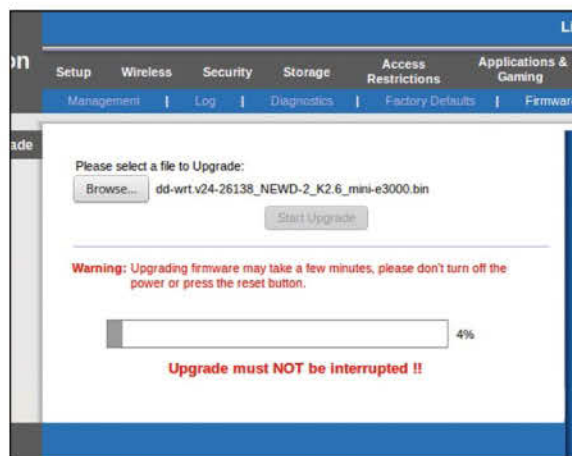 Li
on
Setup Wireless Security Storage Access Restrictions Applications & Gaming
Management | Log | Diagnostics | Factory Defaults | Firmwar
ade
Please select a file to Upgrade:
Browse... dd-wrt.v24-26138_NEWD-2_K2.6_mini-e3000.bin
Start Upgrade
Warning: Upgrading firmware may take a few minutes, please don't turn off the
power or press the reset button.
4%
Upgrade must NOT be interrupted !!